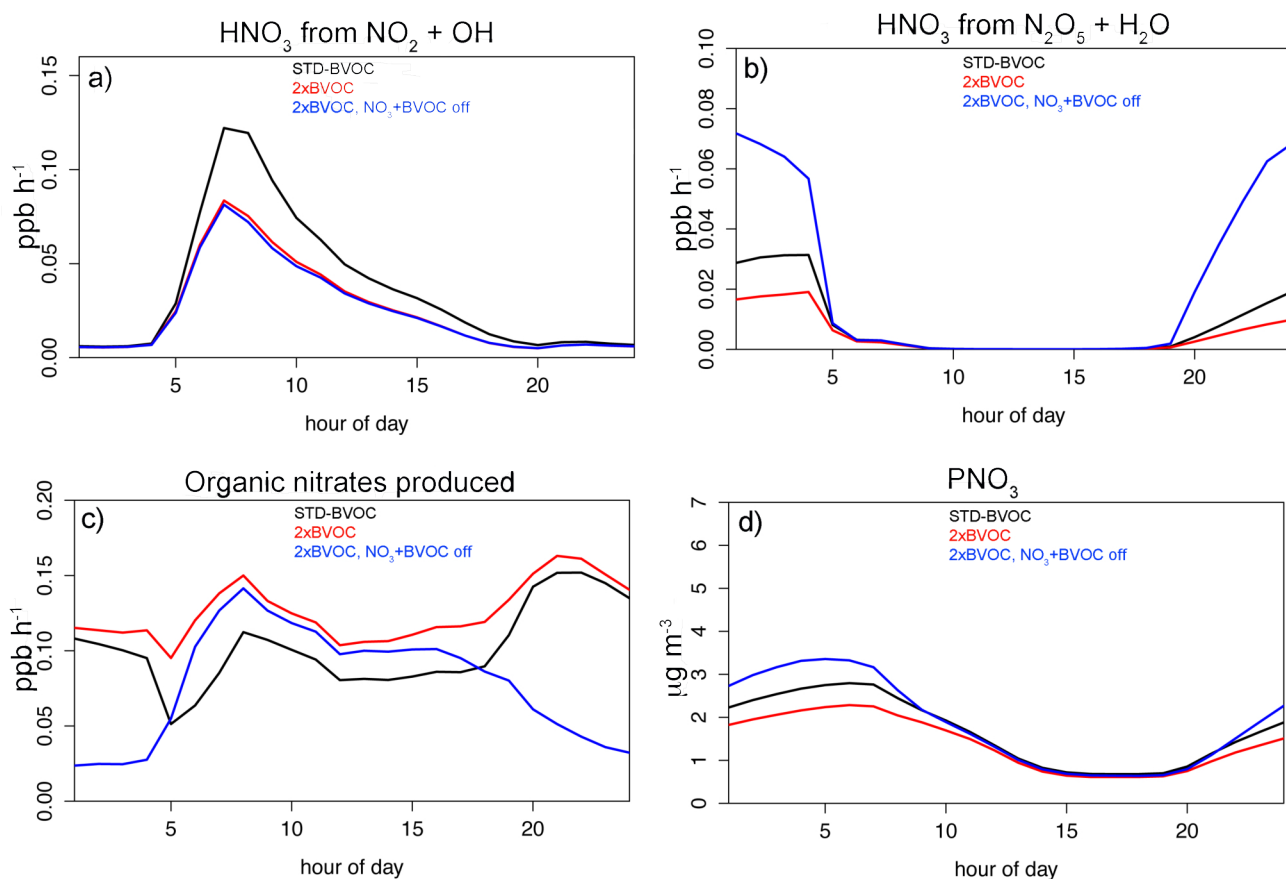 HNO₃ from NO₂ + OH
a)
STD-BVOC
2xBVOC
2xBVOC, NO₃+BVOC off
ppb h⁻¹
0.15
0.10
0.05
0.00
5 10 15 20
hour of day
HNO₃ from N₂O₅ + H₂O
b)
STD-BVOC
2xBVOC
2xBVOC, NO₃+BVOC off
ppb h⁻¹
0.10
0.08
0.06
0.04
0.02
0.00
5 10 15 20
hour of day
Organic nitrates produced
c)
STD-BVOC
2xBVOC
2xBVOC, NO₃+BVOC off
ppb h⁻¹
0.20
0.15
0.10
0.05
0.00
5 10 15 20
hour of day
PNO₃
d)
STD-BVOC
2xBVOC
2xBVOC, NO₃+BVOC off
μg m⁻³
7
6
5
4
3
2
1
0
5 10 15 20
hour of day